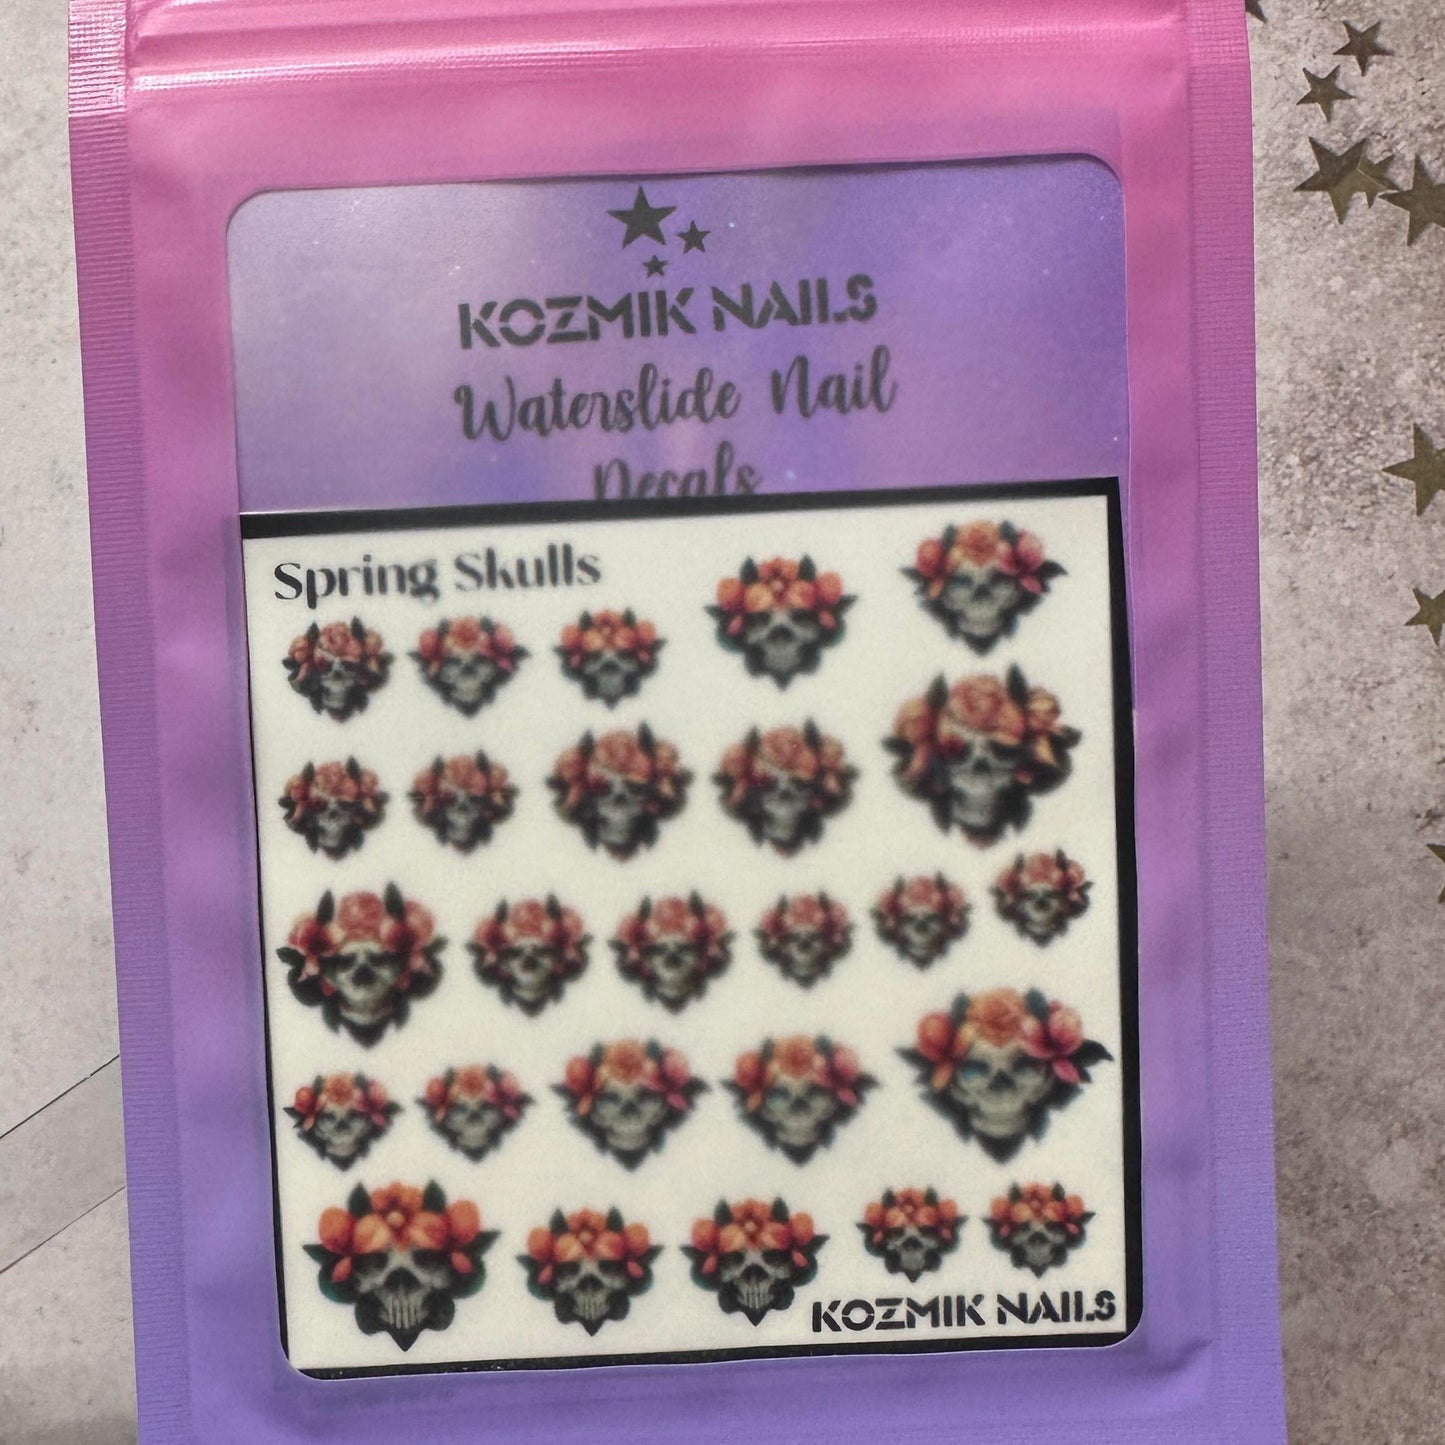 KOZMIK NAILS
Waterslide Nail
Decals
Spring Skulls
KOZMIK NAILS